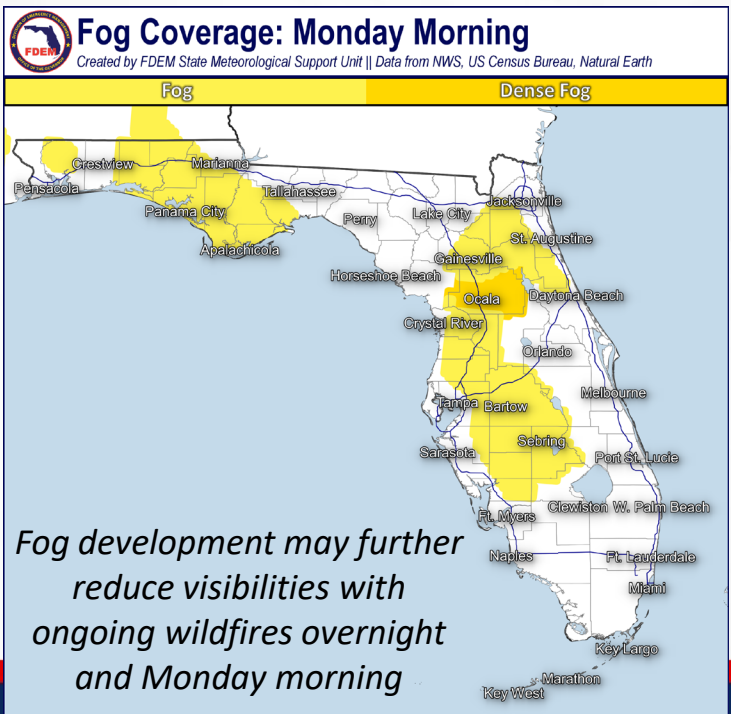 Fog Coverage: Monday Morning
Created by FDEM State Meteorological Support Unit || Data from NWS, US Census Bureau, Natural Earth
FDEM
Fog
Dense Fog
Crestview
Marianna
Pensacola
Tallahassee
Panama City
Perry
Lake City
Jacksonville
Apalachicola
St. Augustine
Gainesville
Horseshoe Beach
Ocala
Daytona Beach
Crystal River
Orlando
Melbourne
Tampa
Bartow
Sebring
Sarasota
Port St. Lucie
Clewiston
W. Palm Beach
Ft. Myers
Naples
Ft. Lauderdale
Miami
Key Largo
Marathon
Key West
Fog development may further
reduce visibilities with
ongoing wildfires overnight
and Monday morning